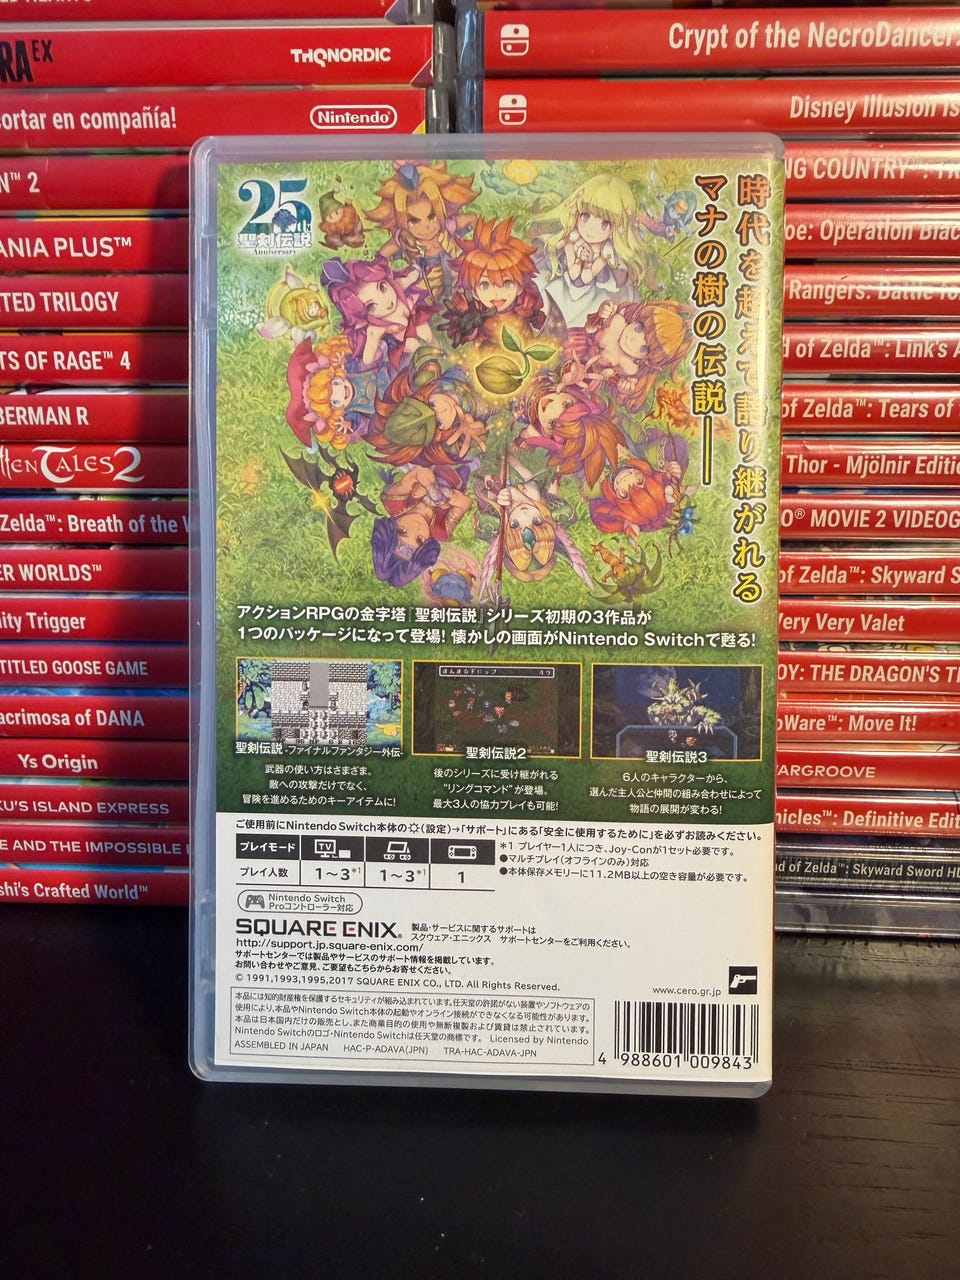 RA EX
THQNORDIC
ortar en compañía!
Nintendo
N™ 2
ANIA PLUS™
TED TRILOGY
TS OF RAGE™ 4
BERMAN R
TEN TALES 2
Zelda™: Breath of the W
ER WORLDS™
lity Trigger
TITLED GOOSE GAME
acrimosa of DANA
Ys Origin
KU'S ISLAND EXPRESS
E AND THE IMPOSSIBLE
shi's Crafted World™
Crypt of the NecroDancer
Disney Illusion Is
NG COUNTRY™: TR
oe: Operation Blac
Rangers: Battle fo
d of Zelda™: Link's A
of Zelda™: Tears of
Thor - Mjölnir Editi
O® MOVIE 2 VIDEOG
d of Zelda™: Skyward S
Very Very Valet
OY: THE DRAGON'S T
oWare™: Move It!
WARGROOVE
nicles™: Definitive Edit
nd of Zelda™: Skyward Sword HD
25th
聖剣伝説
Anniversary
時代を超えて語り継がれる
マナの樹の伝説――
アクションRPGの金字塔『聖剣伝説』シリーズ初期の3作品が
1つのパッケージになって登場! 懐かしの画面がNintendo Switchで甦る!
聖剣伝説 -ファイナルファンタジー外伝-
武器の使い方はさまざま。
敵への攻撃だけでなく、
冒険を進めるためのキーアイテムに!
聖剣伝説2
後のシリーズに受け継がれる
“リングコマンド”が登場。
最大3人の協力プレイも可能!
聖剣伝説3
6人のキャラクターから、
選んだ主人公と仲間の組み合わせによって
物語の展開が変わる!
ご使用前にNintendo Switch本体の(設定)→「サポート」にある「安全に使用するために」を必ずお読みください。
プレイモード
TV
プレイ人数
1～3*1
1～3*1
1
*1 プレイヤー1人につき、Joy-Conが1セット必要です。
●マルチプレイ(オフラインのみ)対応
●本体保存メモリーに11.2MB以上の空き容量が必要です。
Nintendo Switch
Proコントローラー対応
SQUARE ENIX®
製品・サービスに関するサポートは
スクウェア・エニックス サポートセンターをご利用ください。
http://support.jp.square-enix.com/
サポートセンターでは製品やサービスのサポート情報を掲載しています。
お問い合わせやご意見、ご要望もこちらからお寄せください。
© 1991,1993,1995,2017 SQUARE ENIX CO., LTD. All Rights Reserved.
www.cero.gr.jp
本品には知的財産権を保護するセキュリティが組み込まれています。任天堂の許諾がない装置やソフトウェアの
使用により、本品やNintendo Switch本体の起動やオンライン接続ができなくなる可能性があります。
本品は日本国内だけの販売とし、また商業目的の使用や無断複製および賃貸は禁止されています。
Nintendo Switchのロゴ・Nintendo Switchは任天堂の商標です。 Licensed by Nintendo
ASSEMBLED IN JAPAN HAC-P-ADAVA(JPN) TRA-HAC-ADAVA-JPN
4 988601 009843